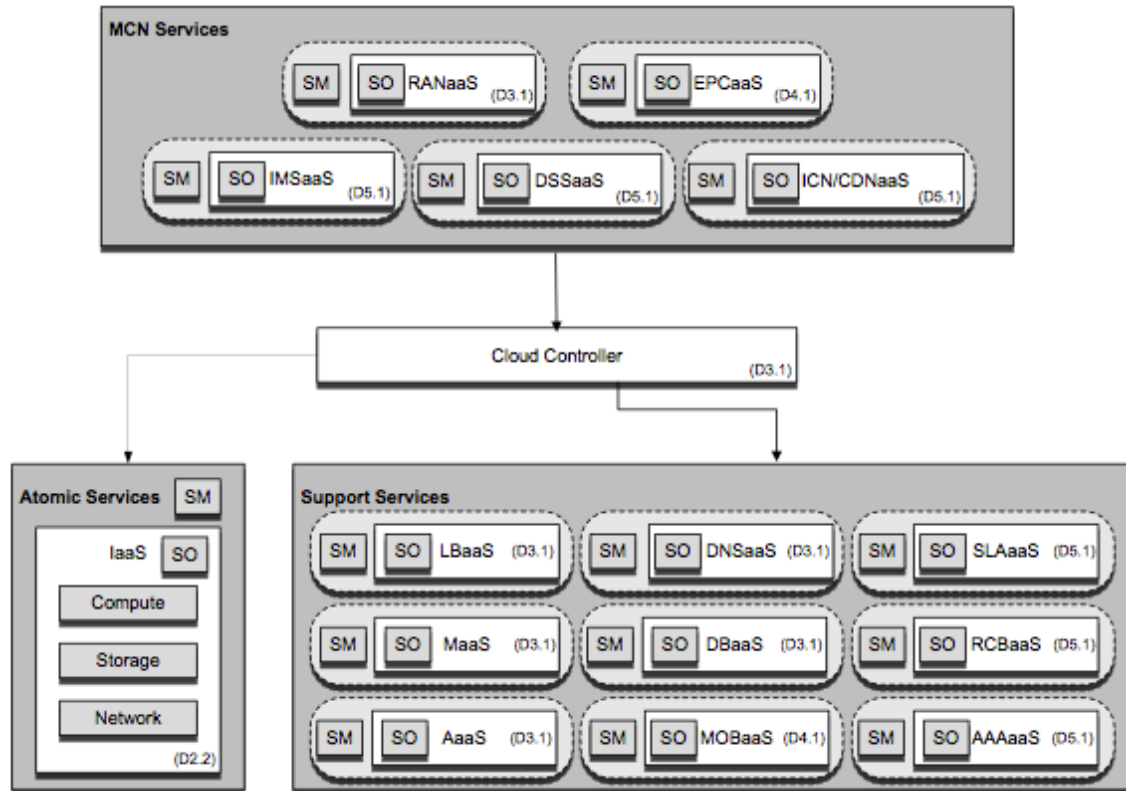 MCN Services
SM SO RANaaS (D3.1) SM SO EPCaaS (D4.1)
SM SO IMSaaS (D5.1) SM SO DSSaaS (D5.1) SM SO ICN/CDNaaS (D5.1)
Cloud Controller
(D3.1)
Atomic Services SM
IaaS SO
Compute
Storage
Network
(D2.2)
Support Services
SM SO LBaaS (D3.1) SM SO DNSaaS (D3.1) SM SO SLAaaS (D5.1)
SM SO MaaS (D3.1) SM SO DBaaS (D3.1) SM SO RCBaaS (D5.1)
SM SO AaaS (D3.1) SM SO MOBaaS (D4.1) SM SO AAAaaS (D5.1)